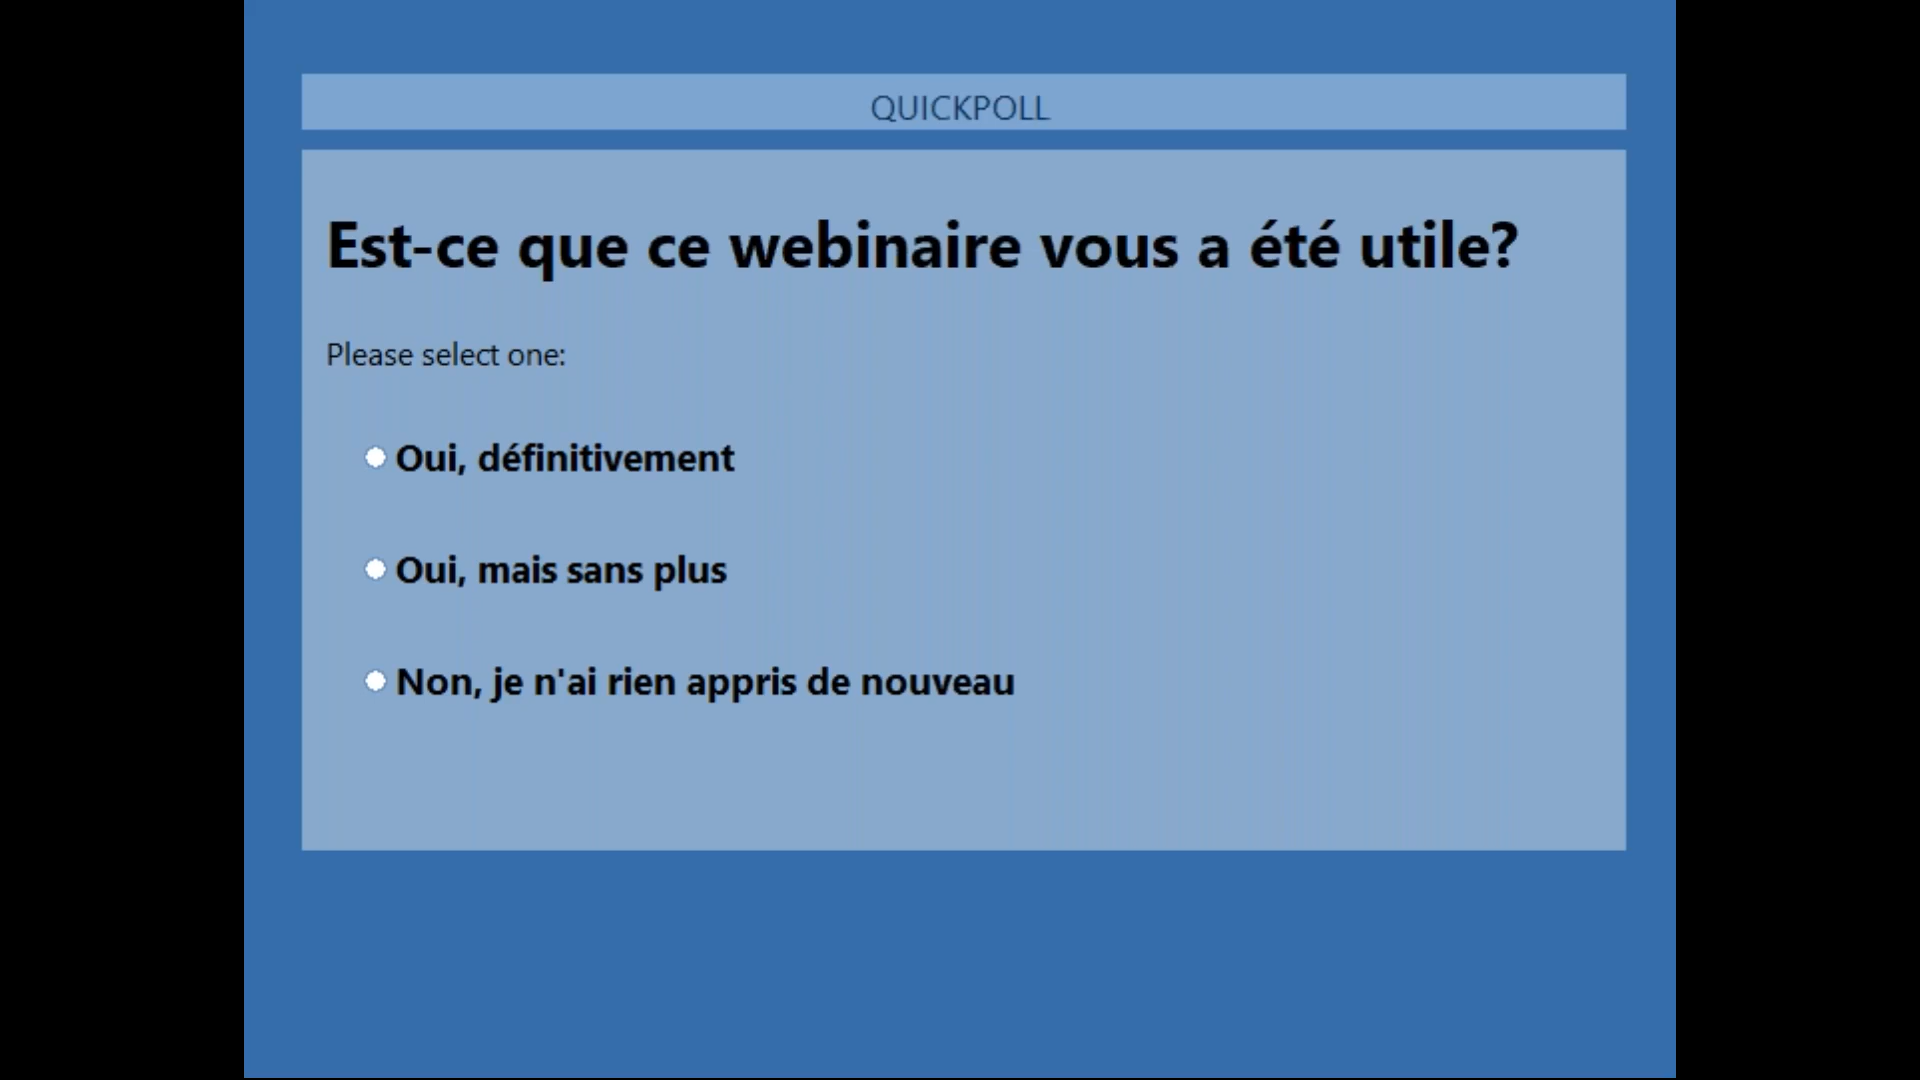 QUICKPOLL
Est-ce que ce webinaire vous a été utile?
Please select one:
Oui, définitivement
Oui, mais sans plus
Non, je n'ai rien appris de nouveau